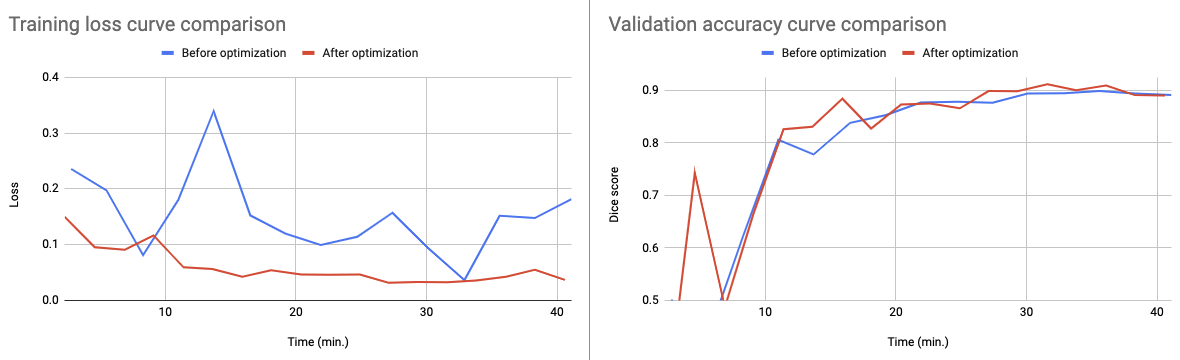 Training loss curve comparison
Before optimization After optimization
0.4
0.3
0.2
0.1
0.0
Loss
10 20 30 40
Time (min.)
Validation accuracy curve comparison
Before optimization After optimization
0.9
0.8
0.7
0.6
0.5
Dice score
10 20 30 40
Time (min.)